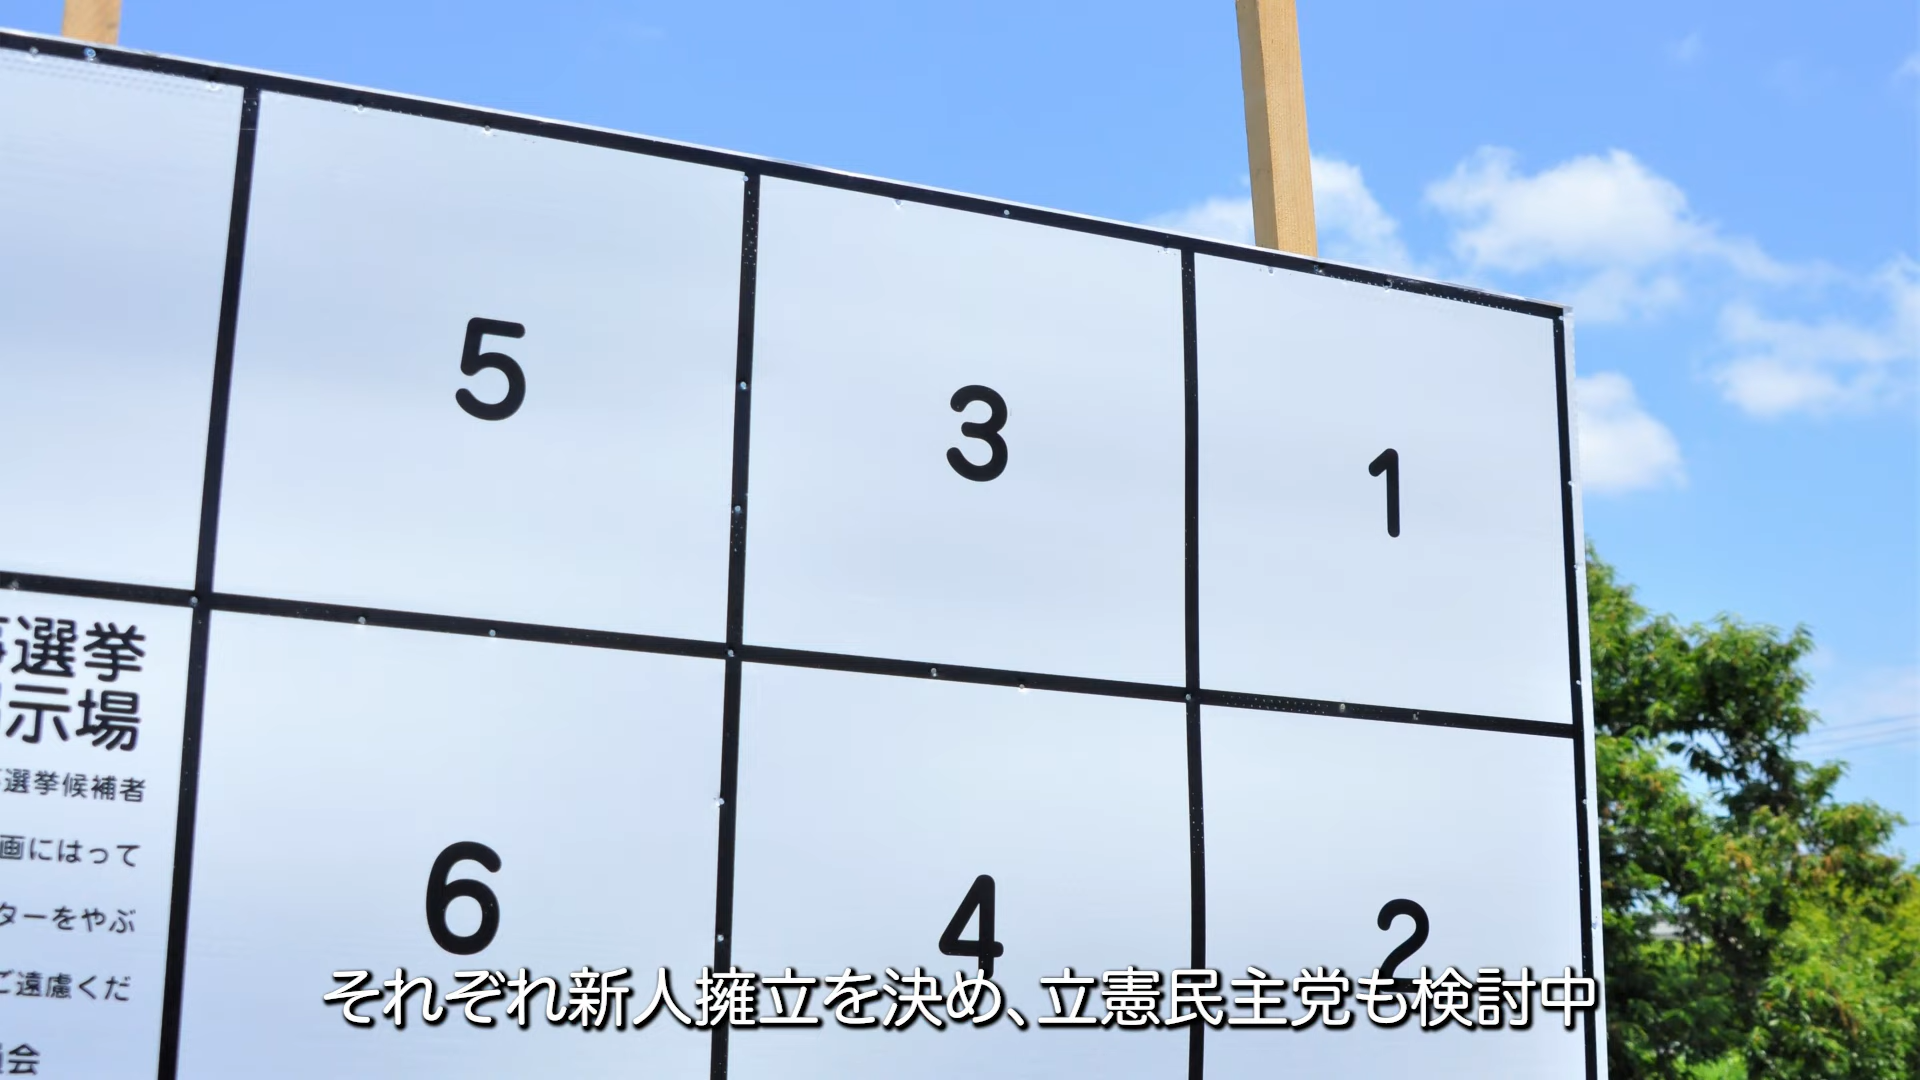 5
3
1
選挙
示場
選挙候補者
画にはって
ターをやぶ
ご遠慮くだ
会
6
4
2
それぞれ新人擁立を決め、立憲民主党も検討中